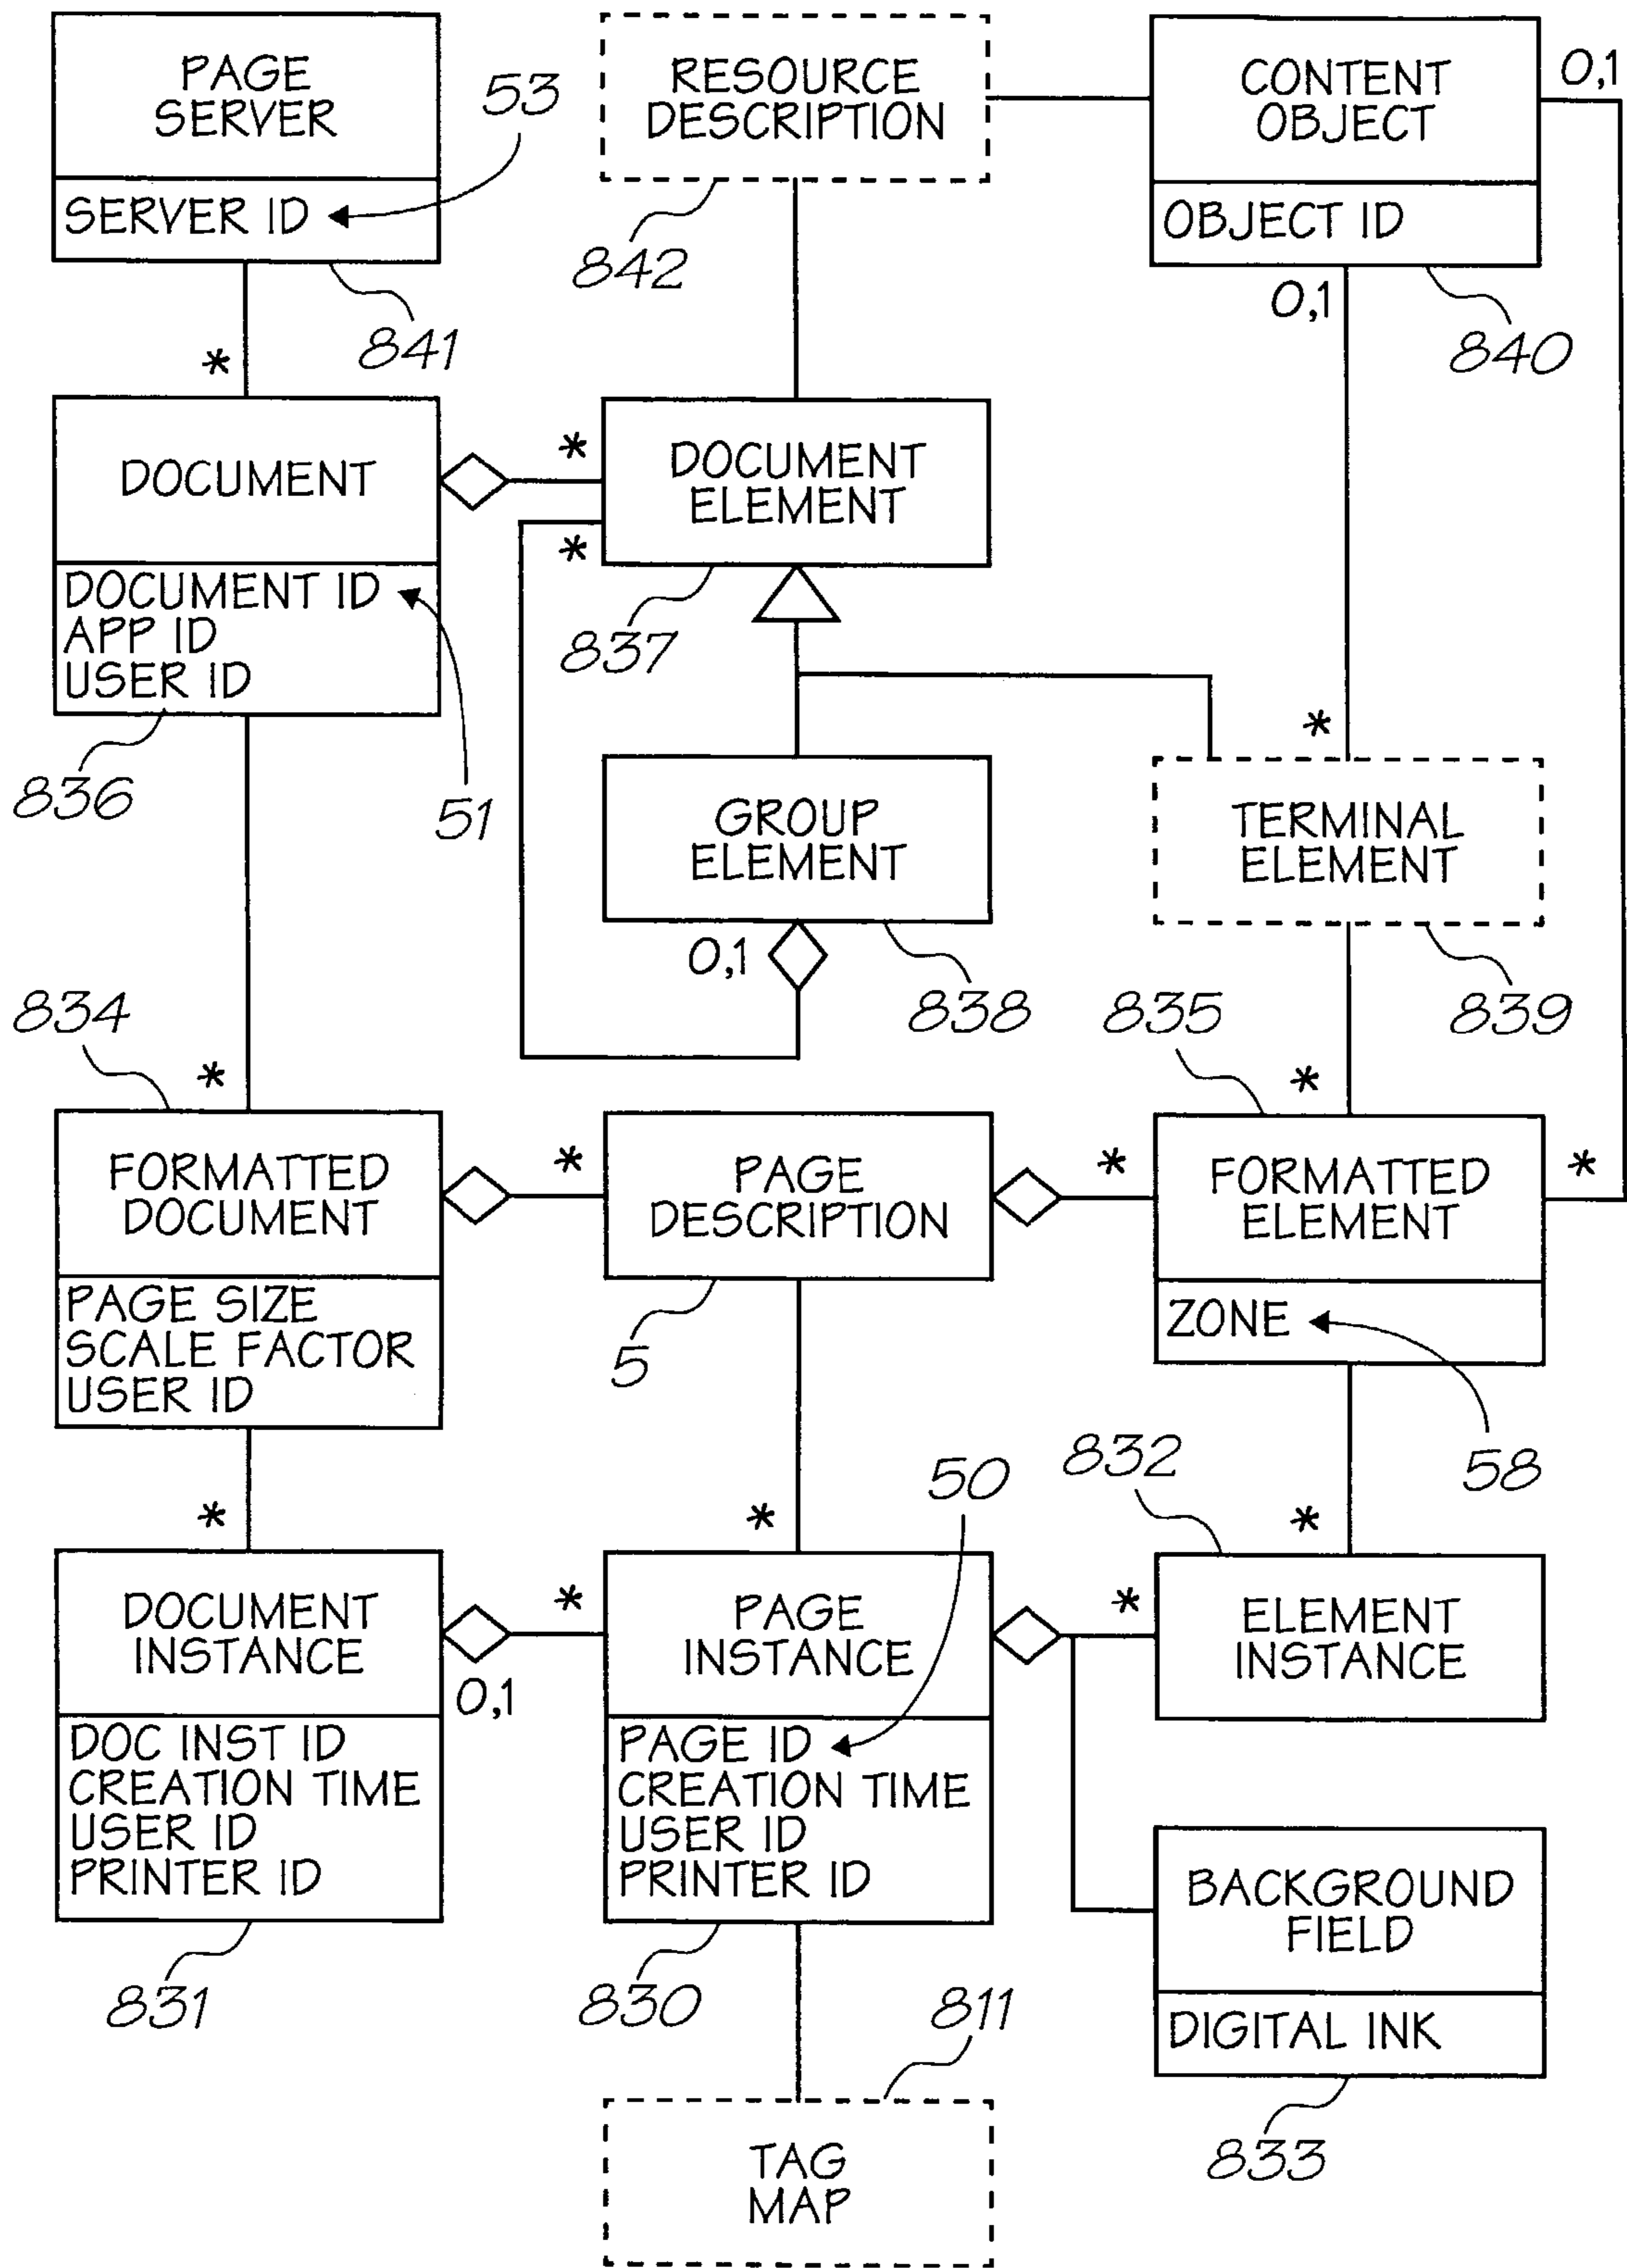 PAGE
SERVER
SERVER ID
53
841
RESOURCE
DESCRIPTION
842
CONTENT
OBJECT
OBJECT ID
0,1
0,1
840
*
DOCUMENT
DOCUMENT ID
APP ID
USER ID
836
51
*
*
DOCUMENT
ELEMENT
837
GROUP
ELEMENT
0,1
838
*
TERMINAL
ELEMENT
839
834
*
FORMATTED
DOCUMENT
PAGE SIZE
SCALE FACTOR
USER ID
*
PAGE
DESCRIPTION
5
835
*
*
*
FORMATTED
ELEMENT
ZONE
58
*
DOCUMENT
INSTANCE
DOC INST ID
CREATION TIME
USER ID
PRINTER ID
831
0,1
*
*
50
PAGE
INSTANCE
PAGE ID
CREATION TIME
USER ID
PRINTER ID
830
832
*
*
ELEMENT
INSTANCE
BACKGROUND
FIELD
DIGITAL INK
833
811
TAG
MAP